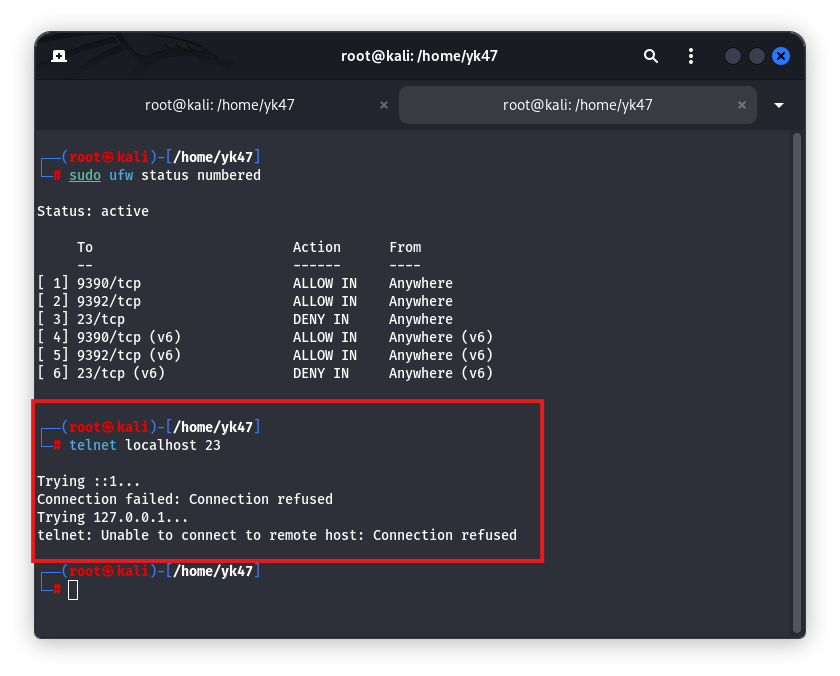 root@kali: /home/yk47
root@kali: /home/yk47 × root@kali: /home/yk47 ×
┌──(root㉿kali)-[/home/yk47]
└─# sudo ufw status numbered
Status: active
     To                         Action      From
     --                         ------      ----
[ 1] 9390/tcp                   ALLOW IN    Anywhere
[ 2] 9392/tcp                   ALLOW IN    Anywhere
[ 3] 23/tcp                     DENY IN     Anywhere
[ 4] 9390/tcp (v6)              ALLOW IN    Anywhere (v6)
[ 5] 9392/tcp (v6)              ALLOW IN    Anywhere (v6)
[ 6] 23/tcp (v6)                DENY IN     Anywhere (v6)
┌──(root㉿kali)-[/home/yk47]
└─# telnet localhost 23
Trying ::1...
Connection failed: Connection refused
Trying 127.0.0.1...
telnet: Unable to connect to remote host: Connection refused
┌──(root㉿kali)-[/home/yk47]
└─#